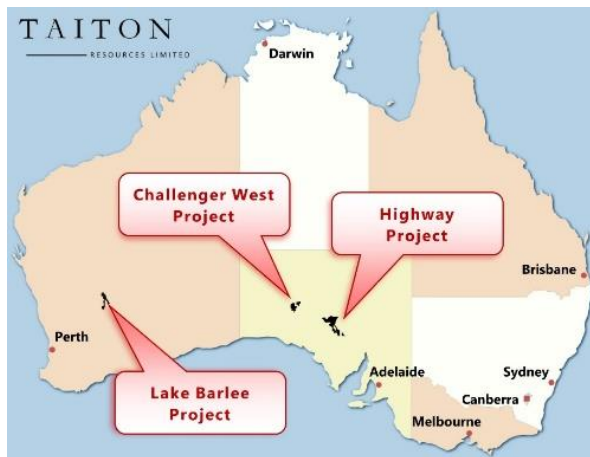 TAITON
RESOURCES LIMITED
Darwin
Challenger West
Project
Highway
Project
Brisbane
Perth
Lake Barlee
Project
Adelaide
Sydney
Canberra
Melbourne